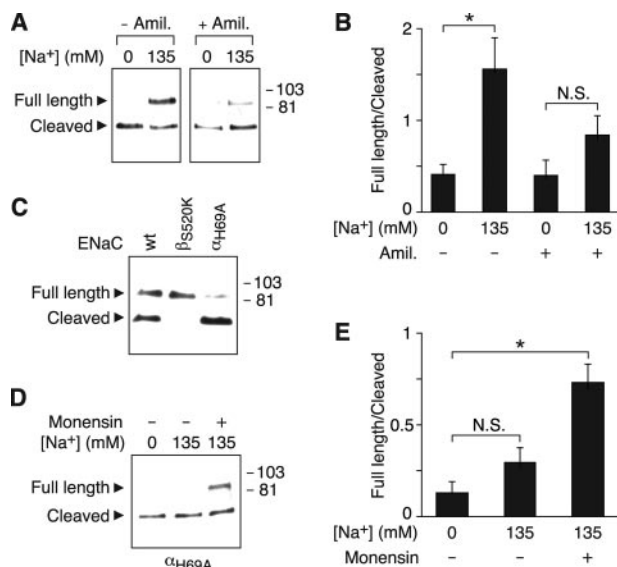 A
– Amil. + Amil.
[Na⁺] (mM) 0 135 0 135
Full length
Cleaved
103
81
B
Full length/Cleaved
2
1
0
*
N.S.
[Na⁺] (mM) 0 135 0 135
Amil. – – + +
C
ENaC wt βS520K αH69A
Full length
Cleaved
103
81
D
Monensin – – +
[Na⁺] (mM) 0 135 135
Full length
Cleaved
103
81
αH69A
E
Full length/Cleaved
1
0.5
0
*
N.S.
[Na⁺] (mM) 0 135 135
Monensin – – +